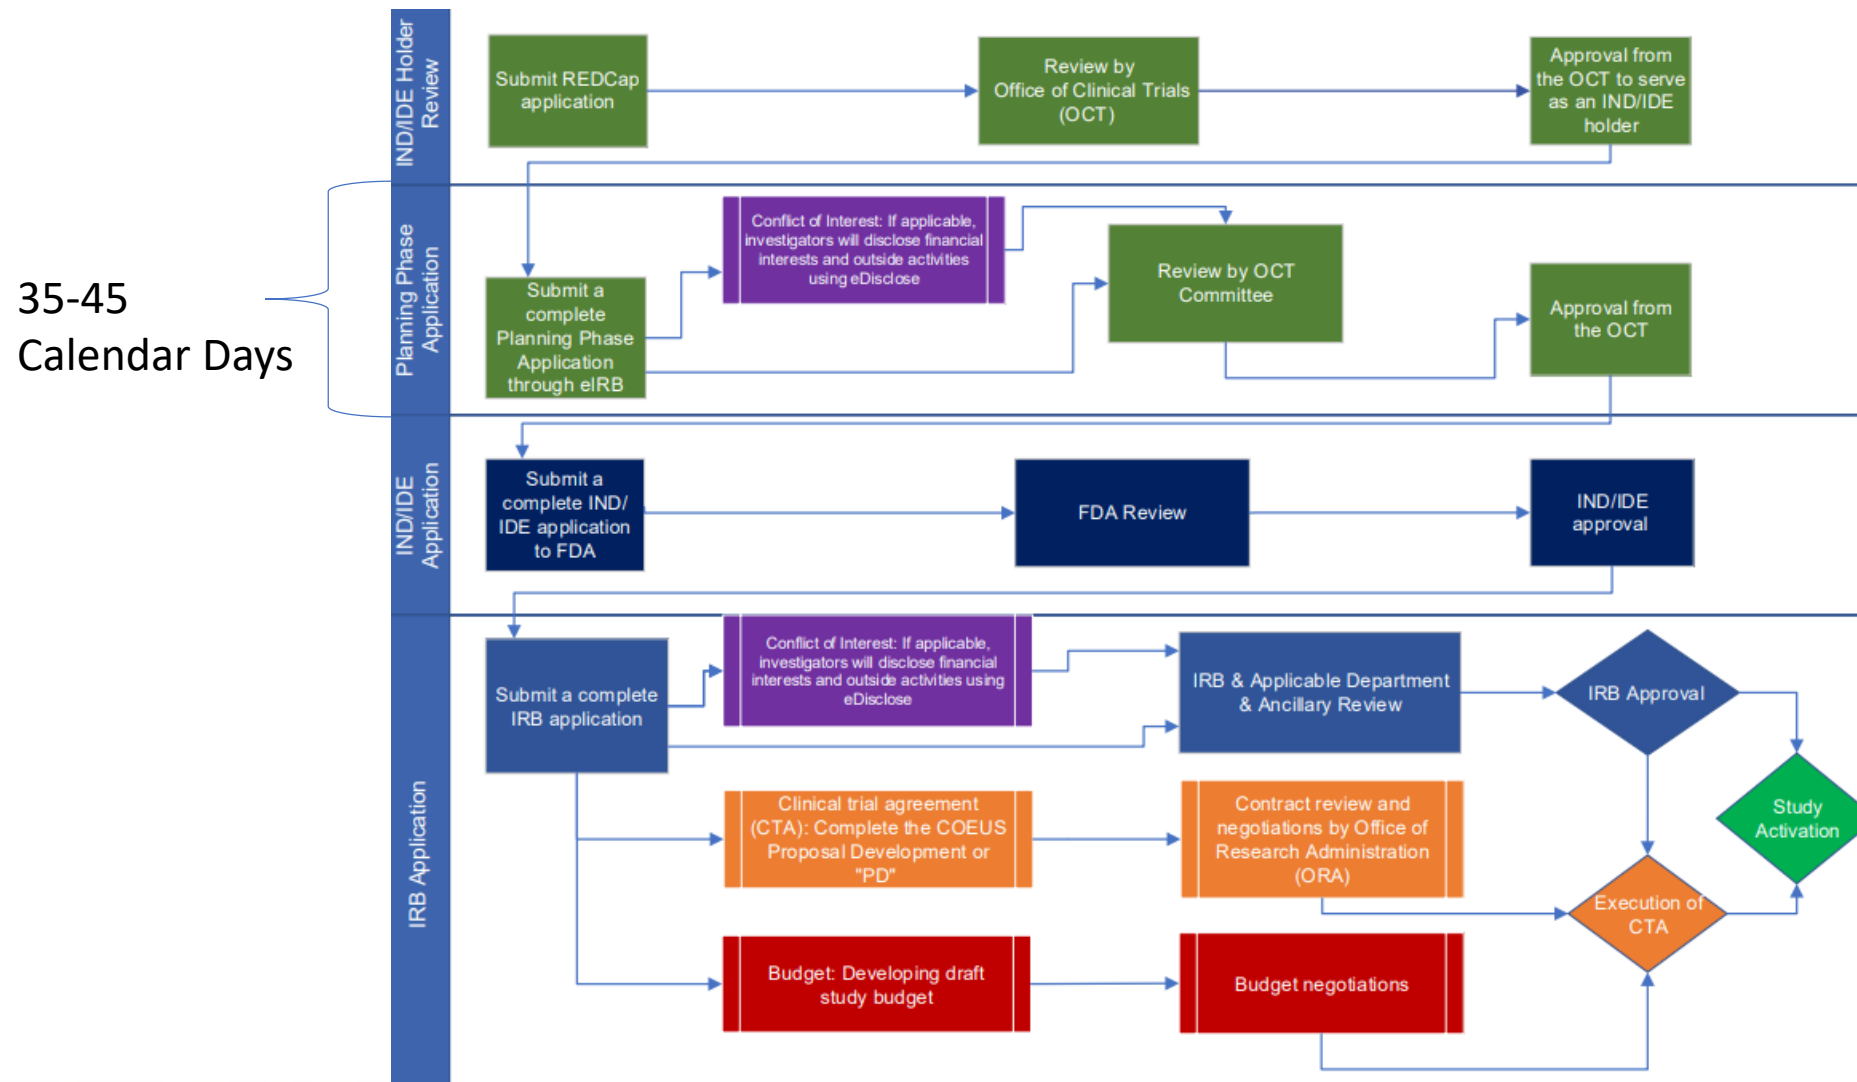 35-45
Calendar Days
IND/IDE Holder
Review
Submit REDCap
application
Review by
Office of Clinical Trials
(OCT)
Approval from
the OCT to serve
as an IND/IDE
holder
Planning Phase
Application
Submit a
complete
Planning Phase
Application
through eIRB
Conflict of Interest: If applicable,
investigators will disclose financial
interests and outside activities
using eDisclose
Review by OCT
Committee
Approval from
the OCT
IND/IDE
Application
Submit a
complete IND/
IDE application
to FDA
FDA Review
IND/IDE
approval
IRB Application
Submit a complete
IRB application
Conflict of Interest: If applicable,
investigators will disclose financial
interests and outside activities using
eDisclose
IRB & Applicable Department
& Ancillary Review
IRB Approval
Clinical trial agreement
(CTA): Complete the COEUS
Proposal Development or
"PD"
Contract review and
negotiations by Office of
Research Administration
(ORA)
Execution of
CTA
Study
Activation
Budget: Developing draft
study budget
Budget negotiations